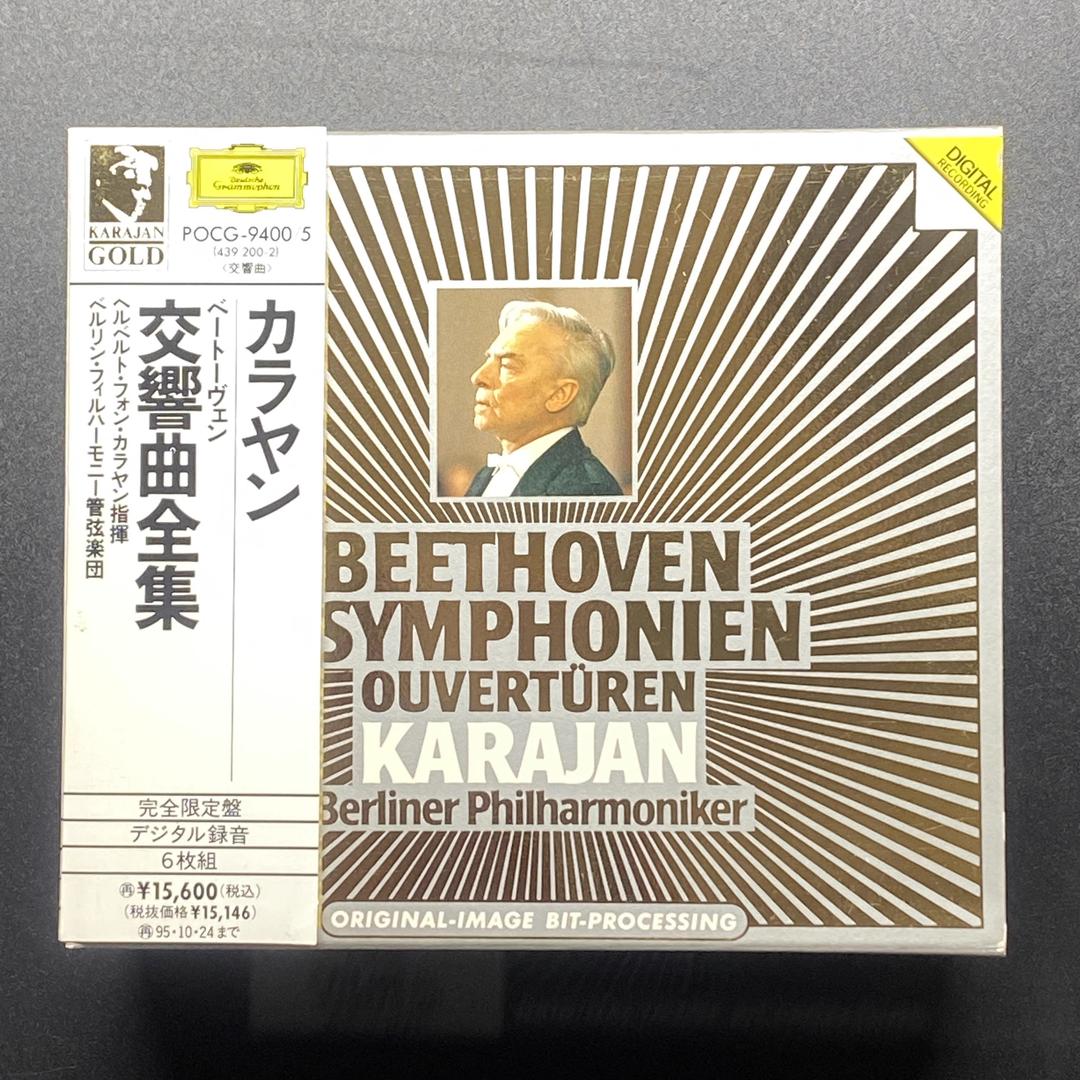 KARAJAN
GOLD
Deutsche
Grammophon
POCG-9400/5
(439 200-2)
〈交響曲〉
カラヤン
ベートーヴェン
交響曲全集
ヘルベルト・フォン・カラヤン指揮
ベルリン・フィルハーモニー管弦楽団
完全限定盤
デジタル録音
6枚組
㋐¥15,600(税込)
(税抜価格¥15,146)
㋐95・10・24まで
DIGITAL
RECORDING
BEETHOVEN
SYMPHONIEN
OUVERTÜREN
KARAJAN
Berliner Philharmoniker
ORIGINAL-IMAGE BIT-PROCESSING